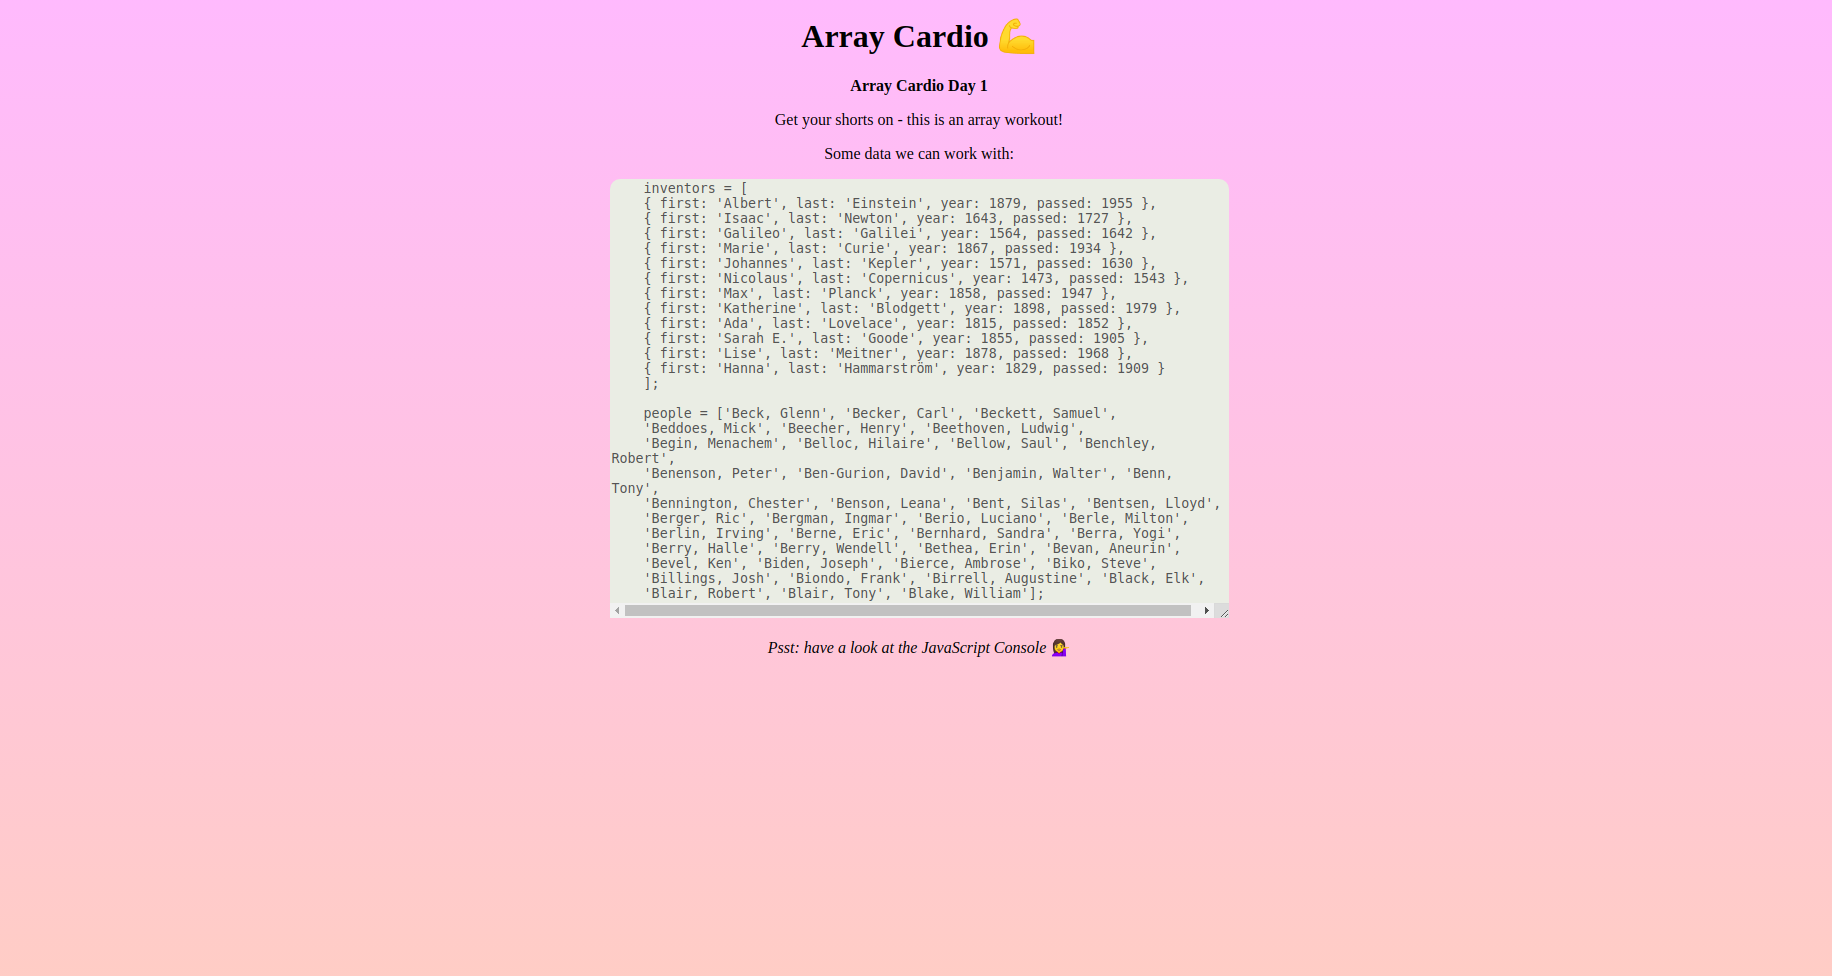 Array Cardio 💪
Array Cardio Day 1
Get your shorts on - this is an array workout!
Some data we can work with:
inventors = [
{ first: 'Albert', last: 'Einstein', year: 1879, passed: 1955 },
{ first: 'Isaac', last: 'Newton', year: 1643, passed: 1727 },
{ first: 'Galileo', last: 'Galilei', year: 1564, passed: 1642 },
{ first: 'Marie', last: 'Curie', year: 1867, passed: 1934 },
{ first: 'Johannes', last: 'Kepler', year: 1571, passed: 1630 },
{ first: 'Nicolaus', last: 'Copernicus', year: 1473, passed: 1543 },
{ first: 'Max', last: 'Planck', year: 1858, passed: 1947 },
{ first: 'Katherine', last: 'Blodgett', year: 1898, passed: 1979 },
{ first: 'Ada', last: 'Lovelace', year: 1815, passed: 1852 },
{ first: 'Sarah E.', last: 'Goode', year: 1855, passed: 1905 },
{ first: 'Lise', last: 'Meitner', year: 1878, passed: 1968 },
{ first: 'Hanna', last: 'Hammarström', year: 1829, passed: 1909 }
];
people = ['Beck, Glenn', 'Becker, Carl', 'Beckett, Samuel',
'Beddoes, Mick', 'Beecher, Henry', 'Beethoven, Ludwig',
'Begin, Menachem', 'Belloc, Hilaire', 'Bellow, Saul', 'Benchley,
Robert',
'Benenson, Peter', 'Ben-Gurion, David', 'Benjamin, Walter', 'Benn,
Tony',
'Bennington, Chester', 'Benson, Leana', 'Bent, Silas', 'Bentsen, Lloyd',
'Berger, Ric', 'Bergman, Ingmar', 'Berio, Luciano', 'Berle, Milton',
'Berlin, Irving', 'Berne, Eric', 'Bernhard, Sandra', 'Berra, Yogi',
'Berry, Halle', 'Berry, Wendell', 'Bethea, Erin', 'Bevan, Aneurin',
'Bevel, Ken', 'Biden, Joseph', 'Bierce, Ambrose', 'Biko, Steve',
'Billings, Josh', 'Biondo, Frank', 'Birrell, Augustine', 'Black, Elk',
'Blair, Robert', 'Blair, Tony', 'Blake, William'];
Psst: have a look at the JavaScript Console 💁